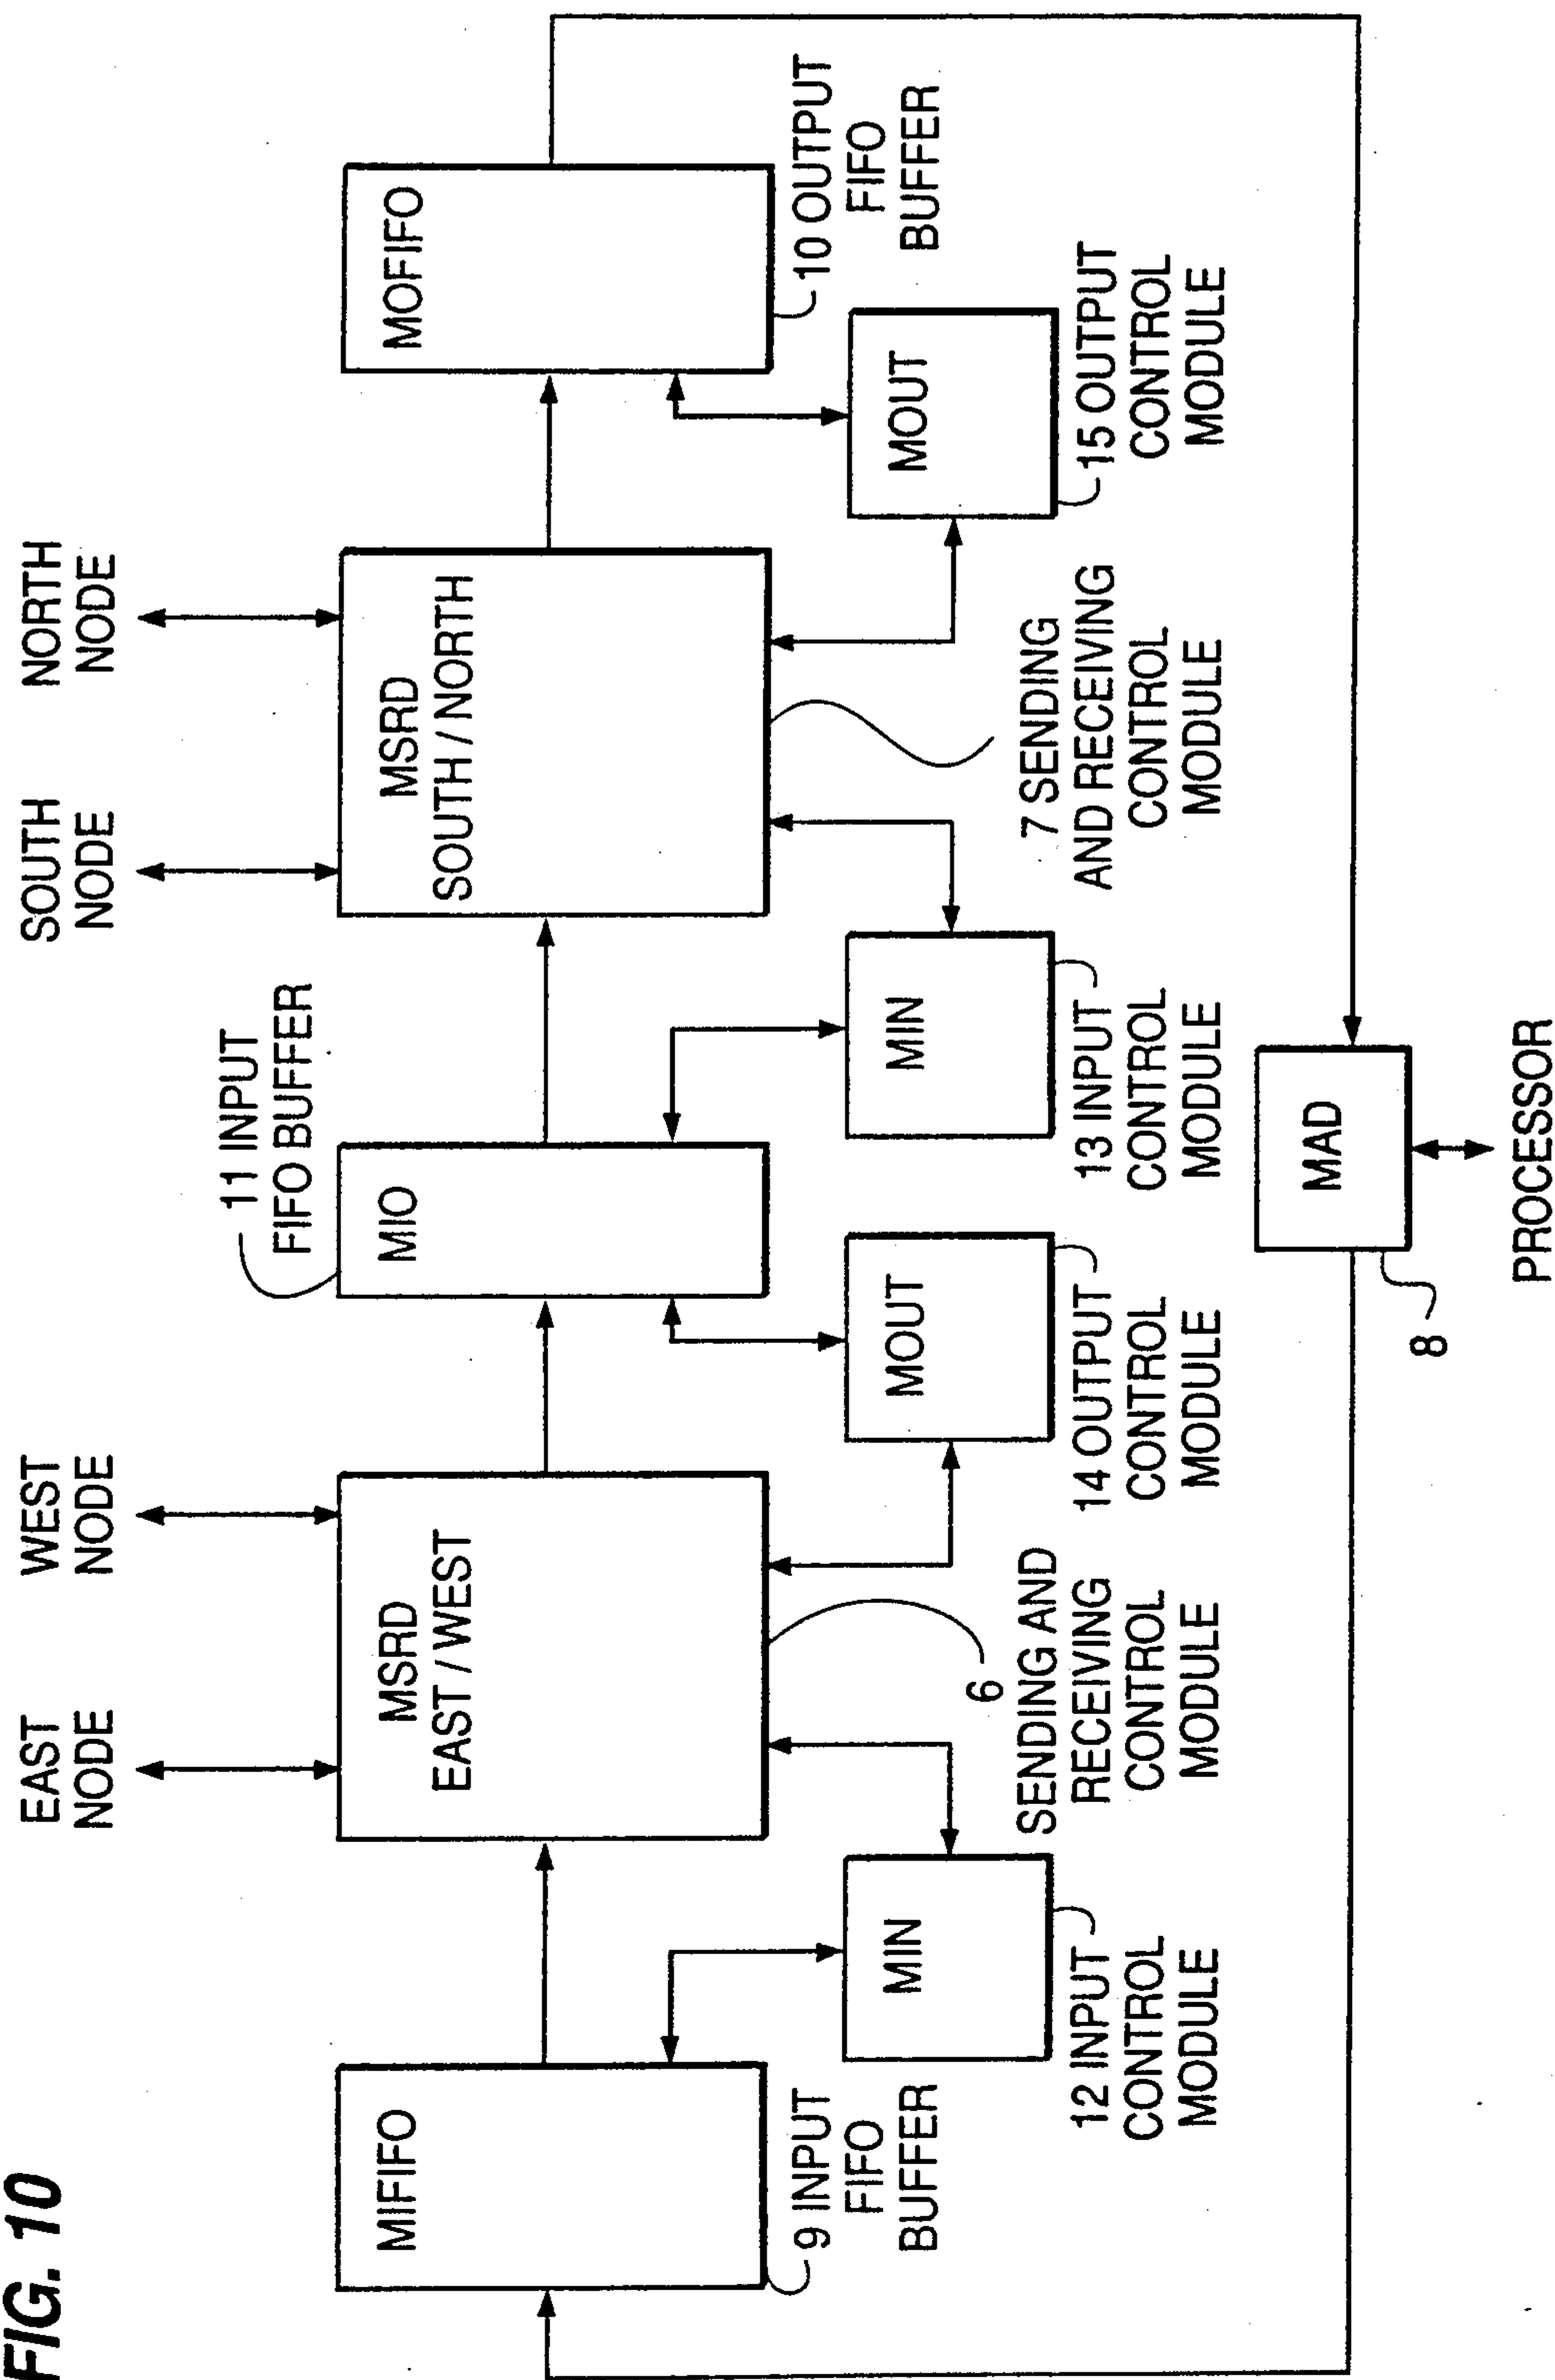 FIG. 10
EAST
NODE
WEST
NODE
SOUTH
NODE
NORTH
NODE
11 INPUT
FIFO BUFFER
MIFIFO
MSRD
EAST / WEST
MIO
MSRD
SOUTH / NORTH
MOFIFO
9 INPUT
FIFO
BUFFER
10 OUTPUT
FIFO
BUFFER
MIN
MOUT
MIN
MOUT
12 INPUT
CONTROL
MODULE
6
SENDING AND
RECEIVING
CONTROL
MODULE
14 OUTPUT
CONTROL
MODULE
13 INPUT
CONTROL
MODULE
7 SENDING
AND RECEIVING
CONTROL
MODULE
15 OUTPUT
CONTROL
MODULE
MAD
8
PROCESSOR